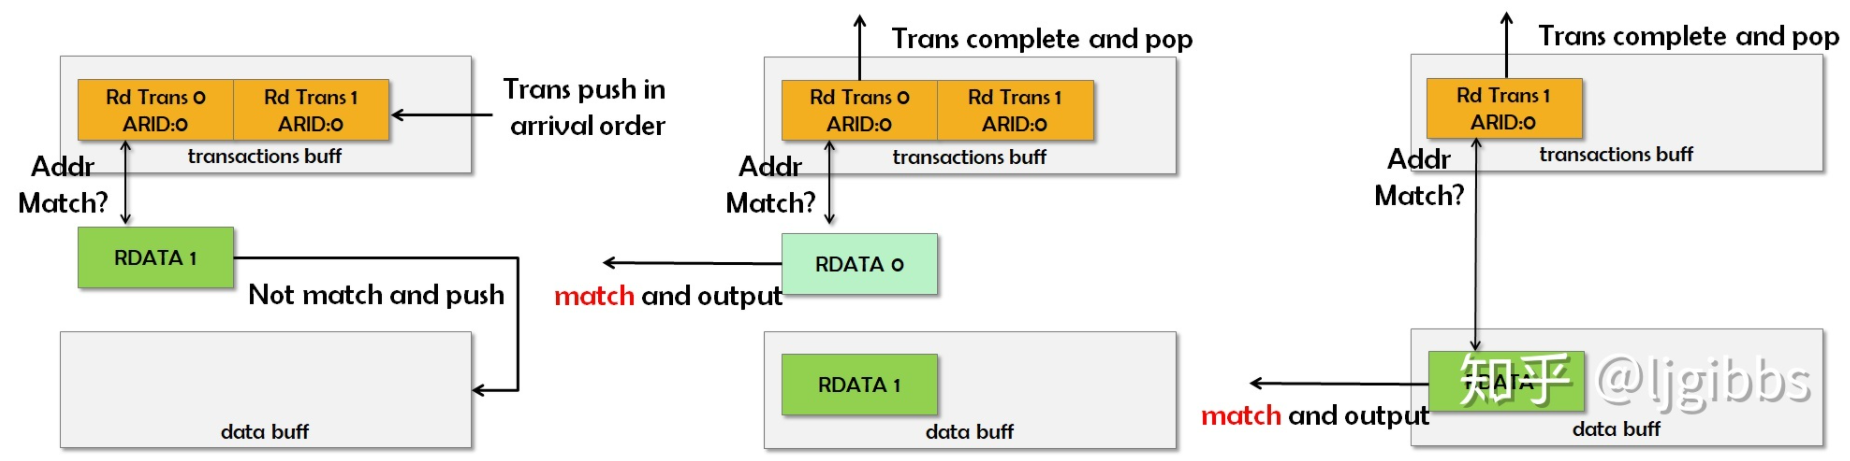 Trans push in
arrival order
Rd Trans 0
ARID:0
Rd Trans 1
ARID:0
transactions buff
Addr
Match?
RDATA 1
Not match and push
data buff
Trans complete and pop
Rd Trans 0
ARID:0
Rd Trans 1
ARID:0
transactions buff
Addr
Match?
RDATA 0
match and output
RDATA 1
data buff
Trans complete and pop
Rd Trans 1
ARID:0
transactions buff
Addr
Match?
RDATA
match and output
data buff
知乎 @ljgibbs